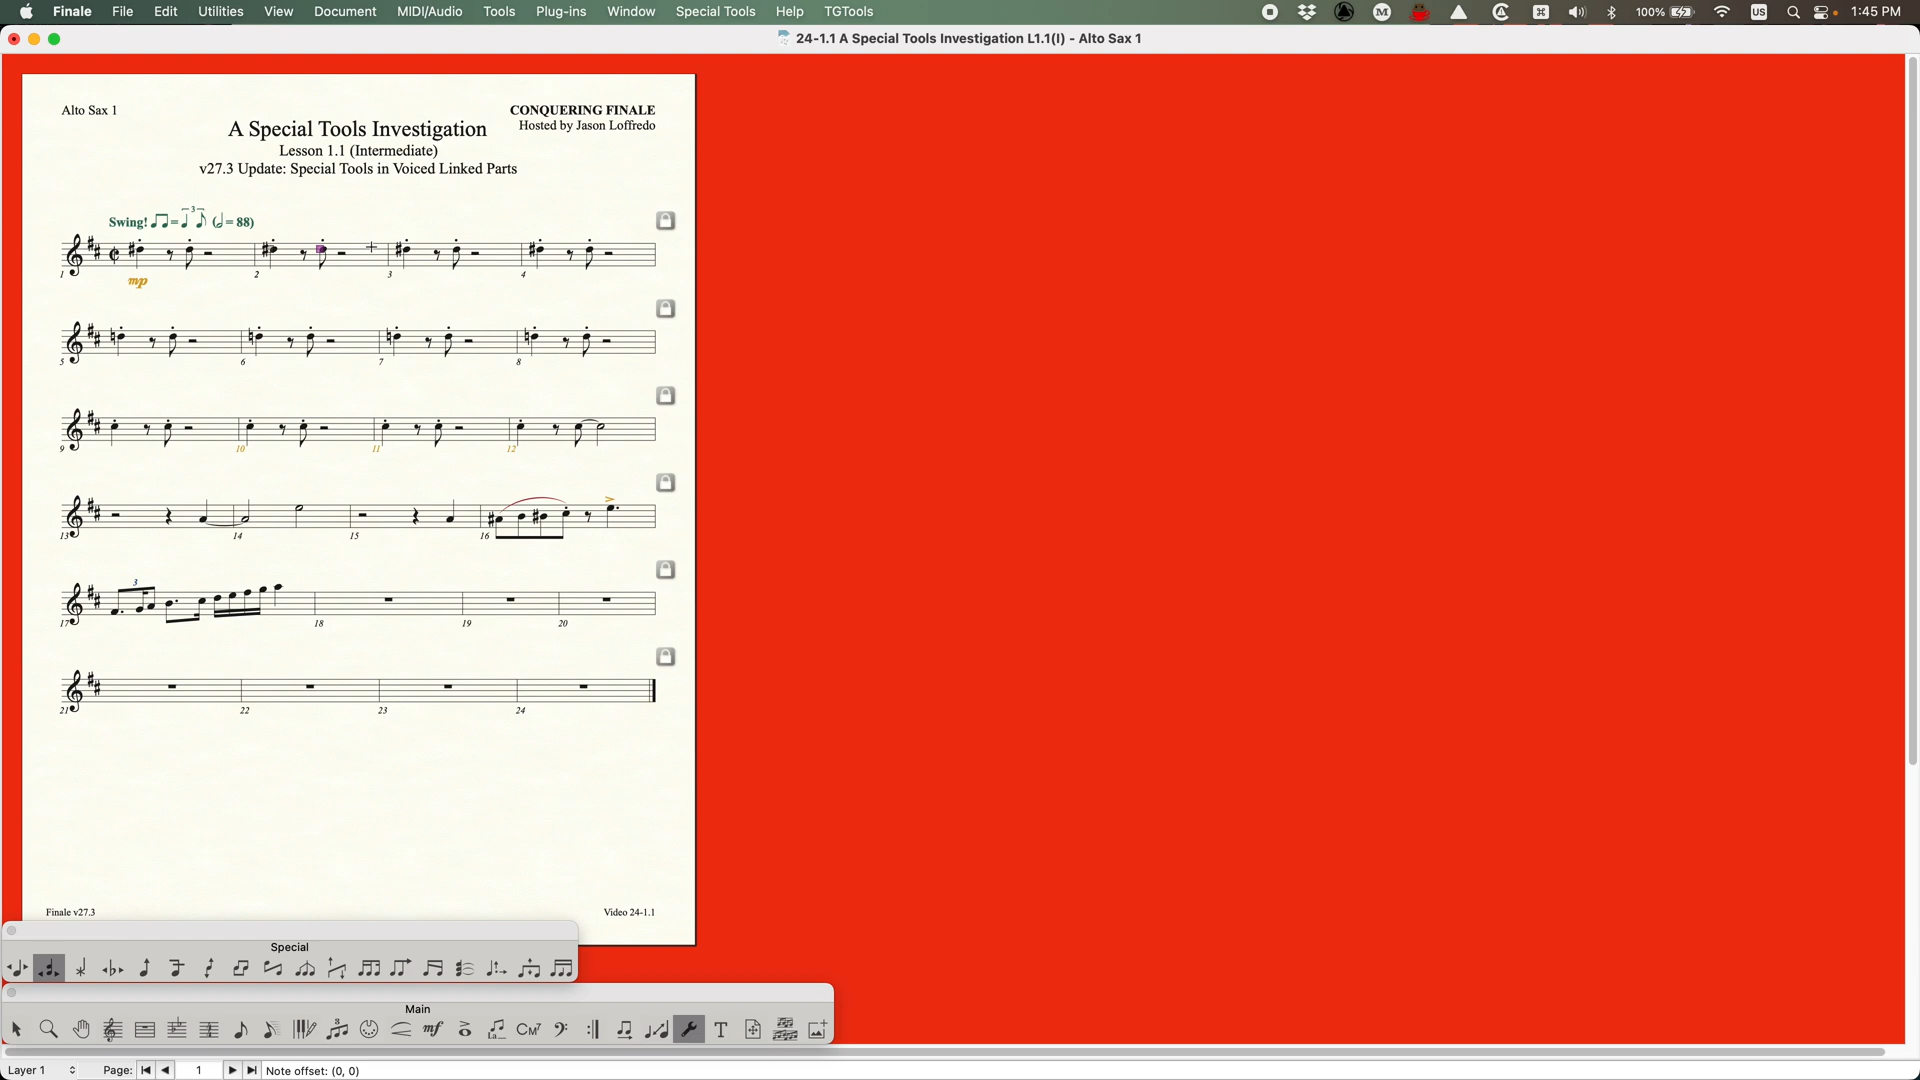 Finale File Edit Utilities View Document MIDI/Audio Tools Plug-ins Window Special Tools Help TGTools 100% US 1:45 PM
24-1.1 A Special Tools Investigation L1.1(I) - Alto Sax 1
Alto Sax 1
CONQUERING FINALE
Hosted by Jason Loffredo
A Special Tools Investigation
Lesson 1.1 (Intermediate)
v27.3 Update: Special Tools in Voiced Linked Parts
3
Swing! = ( = 88)
1 2 3 4
mp
5 6 7 8
9 10 11 12
13 14 15 16
3
17 18 19 20
21 22 23 24
Finale v27.3
Video 24-1.1
Special
Main
mf CM7 T
Layer 1 Page: 1 Note offset: (0, 0)